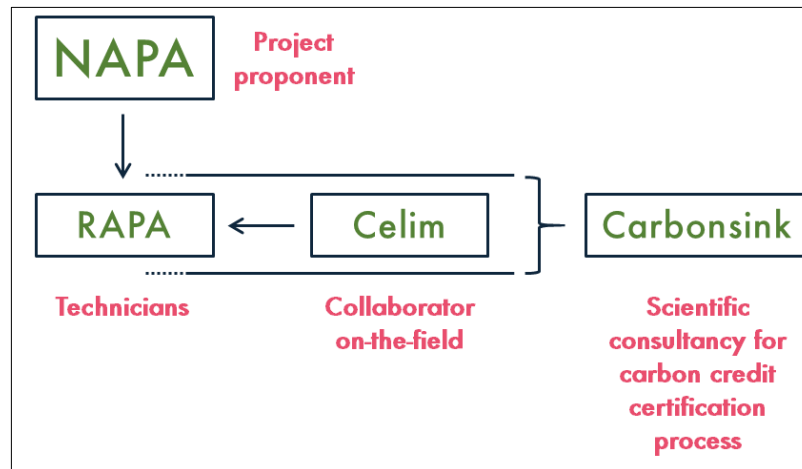 NAPA
Project
proponent
RAPA
Celim
Carbonsink
Technicians
Collaborator
on-the-field
Scientific
consultancy for
carbon credit
certification
process